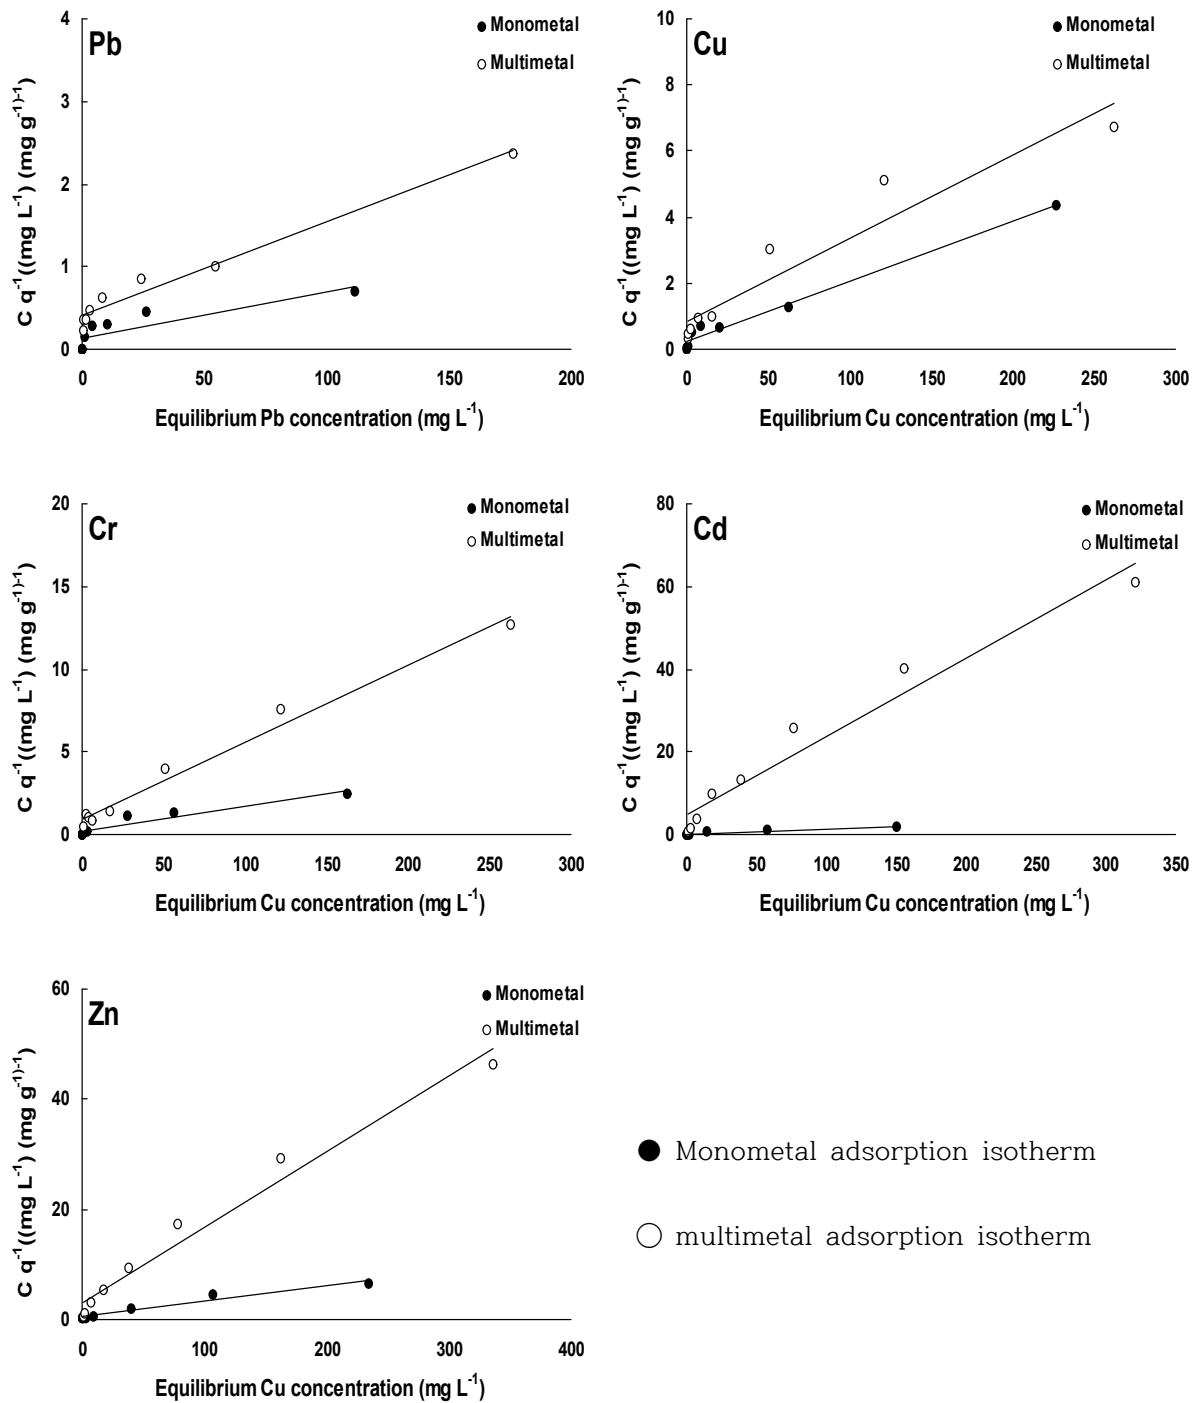 Pb
Monometal
Multimetal
4
3
2
1
0
C q⁻¹((mg L⁻¹) (mg g⁻¹⁾⁻¹)
0 50 100 150 200
Equilibrium Pb concentration (mg L⁻¹)
Cu
Monometal
Multimetal
10
8
6
4
2
0
C q⁻¹((mg L⁻¹) (mg g⁻¹⁾⁻¹)
0 50 100 150 200 250 300
Equilibrium Cu concentration (mg L⁻¹)
Cr
Monometal
Multimetal
20
15
10
5
0
C q⁻¹((mg L⁻¹) (mg g⁻¹⁾⁻¹)
0 50 100 150 200 250 300
Equilibrium Cu concentration (mg L⁻¹)
Cd
Monometal
Multimetal
80
60
40
20
0
C q⁻¹((mg L⁻¹) (mg g⁻¹⁾⁻¹)
0 50 100 150 200 250 300 350
Equilibrium Cu concentration (mg L⁻¹)
Zn
Monometal
Multimetal
60
40
20
0
C q⁻¹((mg L⁻¹) (mg g⁻¹⁾⁻¹)
0 100 200 300 400
Equilibrium Cu concentration (mg L⁻¹)
Monometal adsorption isotherm
multimetal adsorption isotherm